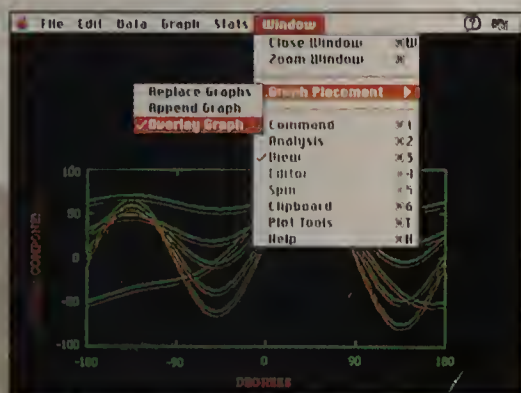 File Edit Data Graph Stats Window
Close Window ⌘W
Zoom Window ⌘
Graph Placement
Replace Graphs
Append Graph
✓Overlay Graph
Command ⌘1
Analysis ⌘2
✓View ⌘3
Editor ⌘4
Spin ⌘5
Clipboard ⌘6
Plot Tools ⌘T
Help ⌘H
100
50
0
-50
-100
-180 -90 0 90 180
DEGREES